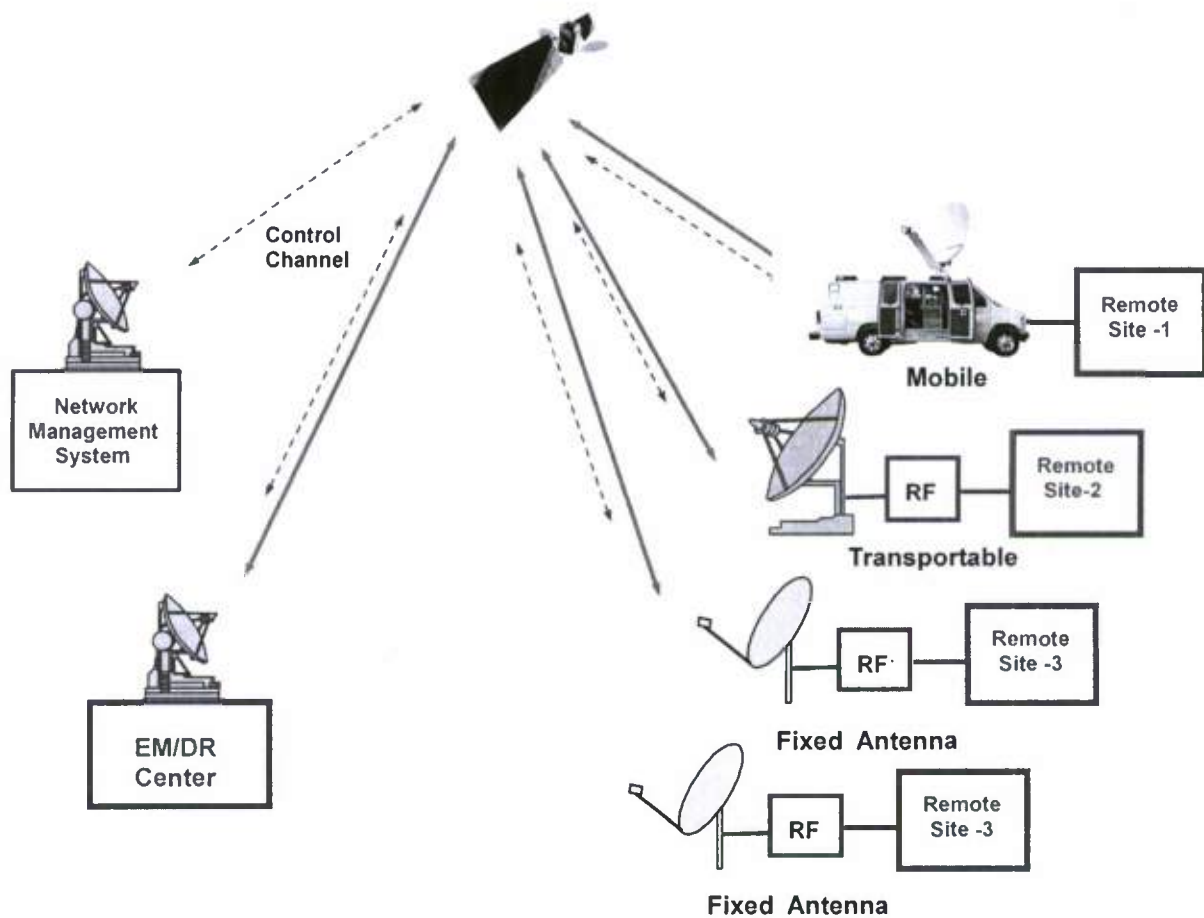 Control
Channel
Network
Management
System
EM/DR
Center
Remote
Site -1
Mobile
RF
Remote
Site-2
Transportable
RF
Remote
Site -3
Fixed Antenna
RF
Remote
Site -3
Fixed Antenna